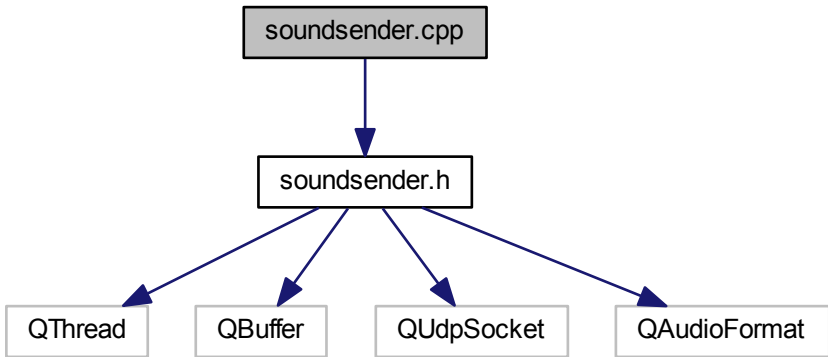 soundsender.cpp
soundsender.h
QThread
QBuffer
QUdpSocket
QAudioFormat